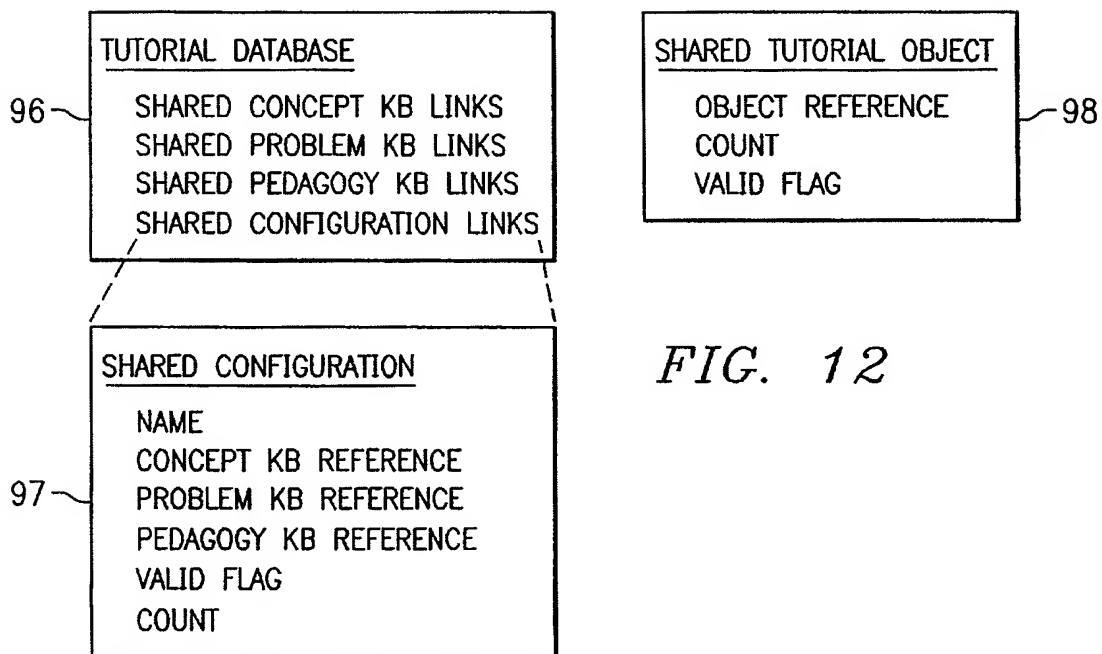 TUTORIAL DATABASE
96
SHARED CONCEPT KB LINKS
SHARED PROBLEM KB LINKS
SHARED PEDAGOGY KB LINKS
SHARED CONFIGURATION LINKS
SHARED TUTORIAL OBJECT
OBJECT REFERENCE
COUNT
VALID FLAG
98
SHARED CONFIGURATION
97
NAME
CONCEPT KB REFERENCE
PROBLEM KB REFERENCE
PEDAGOGY KB REFERENCE
VALID FLAG
COUNT
FIG. 12